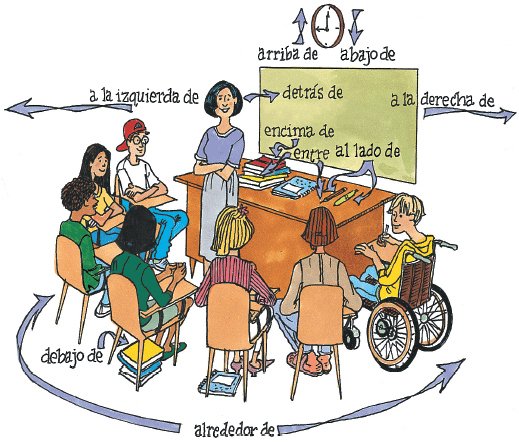 arriba de abajo de
a la izquierda de
detrás de
a la derecha de
encima de
entre al lado de
debajo de
alrededor de